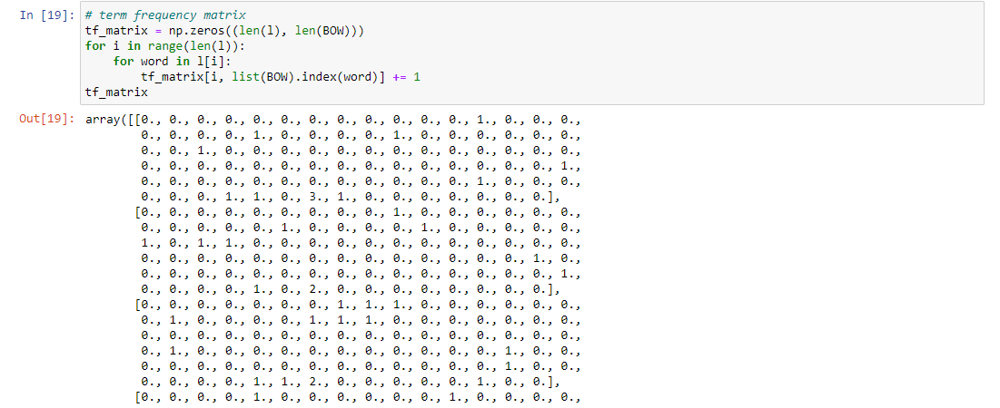 In [19]: # term frequency matrix
tf_matrix = np.zeros((len(l), len(BOW)))
for i in range(len(l)):
    for word in l[i]:
        tf_matrix[i, list(BOW).index(word)] += 1
tf_matrix
Out[19]: array([[0., 0., 0., 0., 0., 0., 0., 0., 0., 0., 0., 0., 1., 0., 0., 0.,
0., 0., 0., 0., 1., 0., 0., 0., 0., 1., 0., 0., 0., 0., 0., 0.,
0., 0., 1., 0., 0., 0., 0., 0., 0., 0., 0., 0., 0., 0., 0., 0.,
0., 0., 0., 0., 0., 0., 0., 0., 0., 0., 0., 0., 0., 0., 0., 1.,
0., 0., 0., 0., 0., 0., 0., 0., 0., 0., 0., 0., 1., 0., 0., 0.,
0., 0., 0., 1., 1., 0., 3., 1., 0., 0., 0., 0., 0., 0., 0.],
[0., 0., 0., 0., 0., 0., 0., 0., 0., 1., 0., 0., 0., 0., 0., 0.,
0., 0., 0., 0., 0., 1., 0., 0., 0., 0., 1., 0., 0., 0., 0., 0.,
1., 0., 1., 1., 0., 0., 0., 0., 0., 0., 0., 0., 0., 0., 0., 0.,
0., 0., 0., 0., 0., 0., 0., 0., 0., 0., 0., 0., 0., 0., 1., 0.,
0., 0., 0., 0., 0., 0., 0., 0., 0., 0., 0., 0., 0., 0., 0., 1.,
0., 0., 0., 0., 1., 0., 2., 0., 0., 0., 0., 0., 0., 0., 0.],
[0., 0., 0., 0., 0., 0., 0., 1., 1., 1., 0., 0., 0., 0., 0., 0.,
0., 1., 0., 0., 0., 0., 1., 1., 1., 0., 0., 0., 0., 0., 0., 0.,
0., 0., 0., 0., 0., 0., 0., 0., 0., 0., 0., 0., 0., 0., 0., 0.,
0., 1., 0., 0., 0., 0., 0., 0., 0., 0., 0., 0., 0., 1., 0., 0.,
0., 0., 0., 0., 0., 0., 0., 0., 0., 0., 0., 0., 0., 1., 0., 0.,
0., 0., 0., 0., 1., 1., 2., 0., 0., 0., 0., 0., 1., 0., 0.],
[0., 0., 0., 0., 1., 0., 0., 0., 0., 0., 0., 1., 0., 0., 0., 0.,